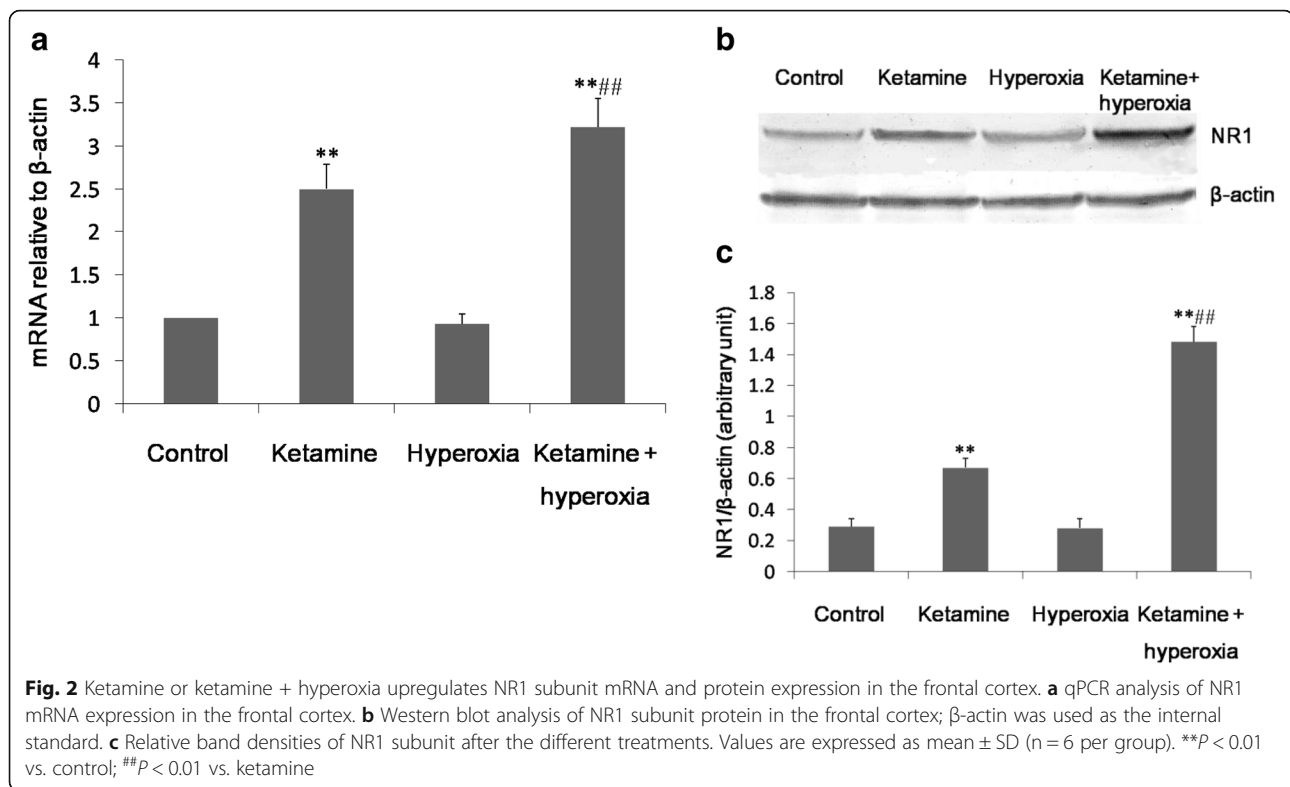 a
mRNA relative to β-actin
4
3.5
3
2.5
2
1.5
1
0.5
0
**
**##
Control Ketamine Hyperoxia Ketamine +
hyperoxia
b
Control Ketamine Hyperoxia Ketamine+
hyperoxia
NR1
β-actin
c
NR1/β-actin (arbitrary unit)
1.8
1.6
1.4
1.2
1
0.8
0.6
0.4
0.2
0
**
**##
Control Ketamine Hyperoxia Ketamine +
hyperoxia
Fig. 2 Ketamine or ketamine + hyperoxia upregulates NR1 subunit mRNA and protein expression in the frontal cortex. a qPCR analysis of NR1
mRNA expression in the frontal cortex. b Western blot analysis of NR1 subunit protein in the frontal cortex; β-actin was used as the internal
standard. c Relative band densities of NR1 subunit after the different treatments. Values are expressed as mean ± SD (n = 6 per group). **P < 0.01
vs. control; ##P < 0.01 vs. ketamine